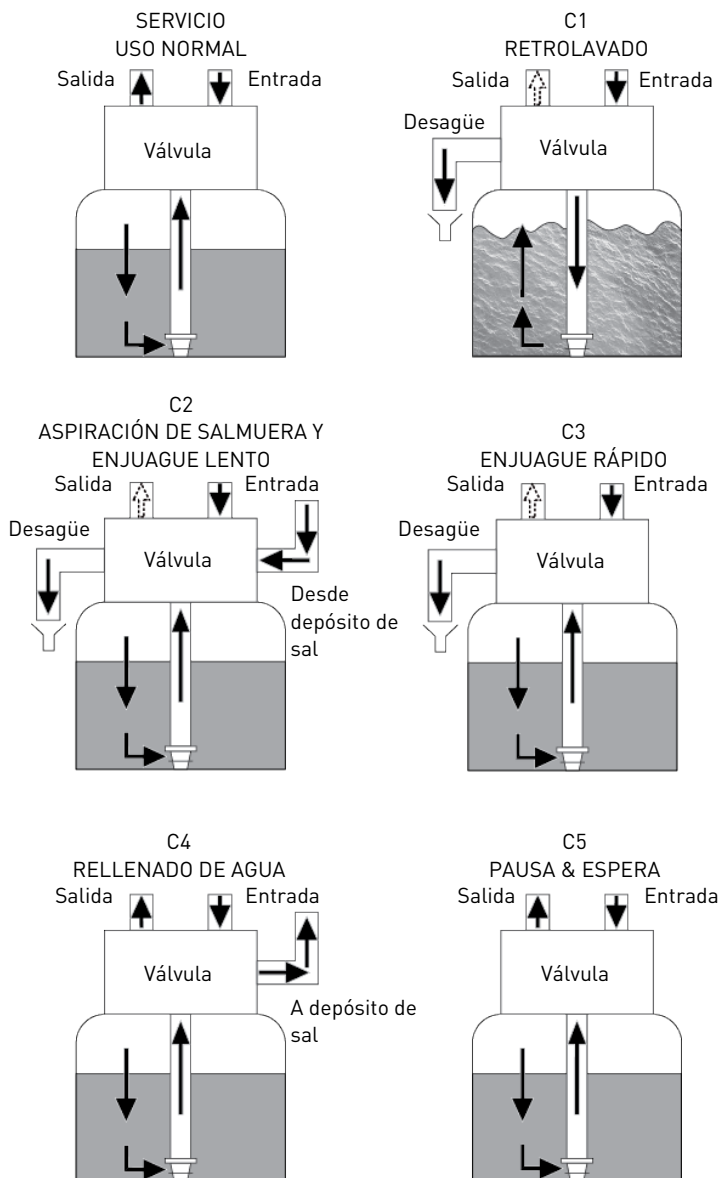 SERVICIO
USO NORMAL
Salida
Entrada
Válvula
C1
RETROLAVADO
Salida
Entrada
Desagüe
Válvula
C2
ASPIRACIÓN DE SALMUERA Y
ENJUAGUE LENTO
Salida
Entrada
Desagüe
Válvula
Desde
depósito de
sal
C3
ENJUAGUE RÁPIDO
Salida
Entrada
Desagüe
Válvula
C4
RELLENADO DE AGUA
Salida
Entrada
Válvula
A depósito de
sal
C5
PAUSA & ESPERA
Salida
Entrada
Válvula